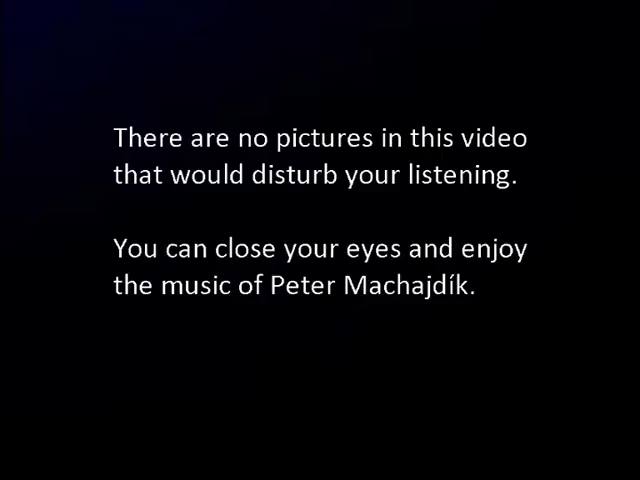 There are no pictures in this video
that would disturb your listening.
You can close your eyes and enjoy
the music of Peter Machajdík.